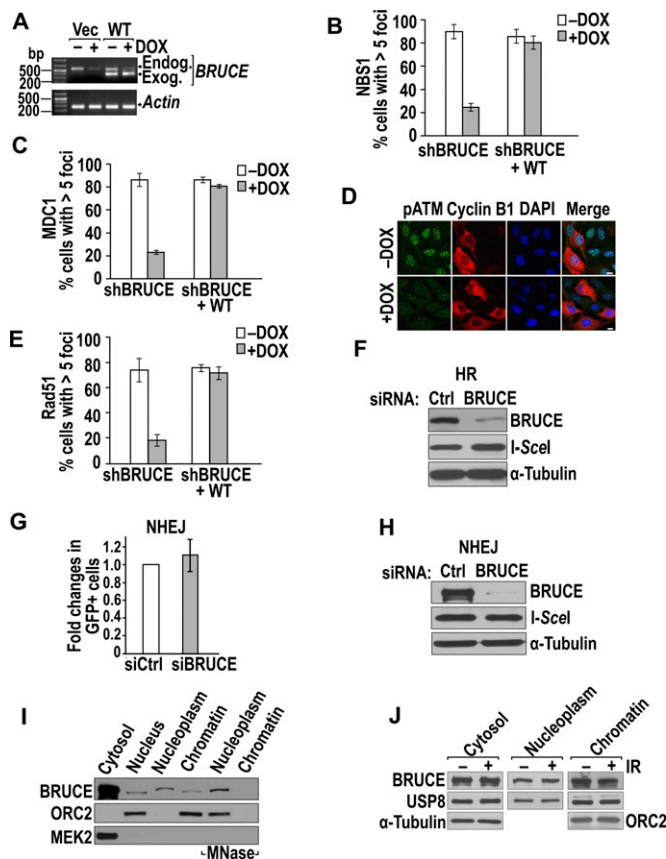 A
Vec WT
bp − + − + DOX
500 Endog.
200 Exog.
BRUCE
500
200 Actin
B
NBS1
% cells with > 5 foci
80
60
40
20
0
−DOX
+DOX
shBRUCE shBRUCE
+ WT
C
MDC1
% cells with > 5 foci
100
80
60
40
20
0
−DOX
+DOX
shBRUCE shBRUCE
+ WT
D
pATM Cyclin B1 DAPI Merge
−DOX
+DOX
E
Rad51
% cells with > 5 foci
100
80
60
40
20
0
−DOX
+DOX
shBRUCE shBRUCE
+ WT
F
HR
siRNA: Ctrl BRUCE
BRUCE
I-SceI
α-Tubulin
G
NHEJ
Fold changes in
GFP+ cells
1.2
1.0
0.8
0.6
0.4
0.2
0
siCtrl siBRUCE
H
NHEJ
siRNA: Ctrl BRUCE
BRUCE
I-SceI
α-Tubulin
I
Cytosol
Nucleus
Nucleoplasm
Chromatin
Nucleoplasm
Chromatin
BRUCE
ORC2
MEK2
MNase
J
Cytosol Nucleoplasm Chromatin
− + − + − + IR
BRUCE
USP8
α-Tubulin ORC2